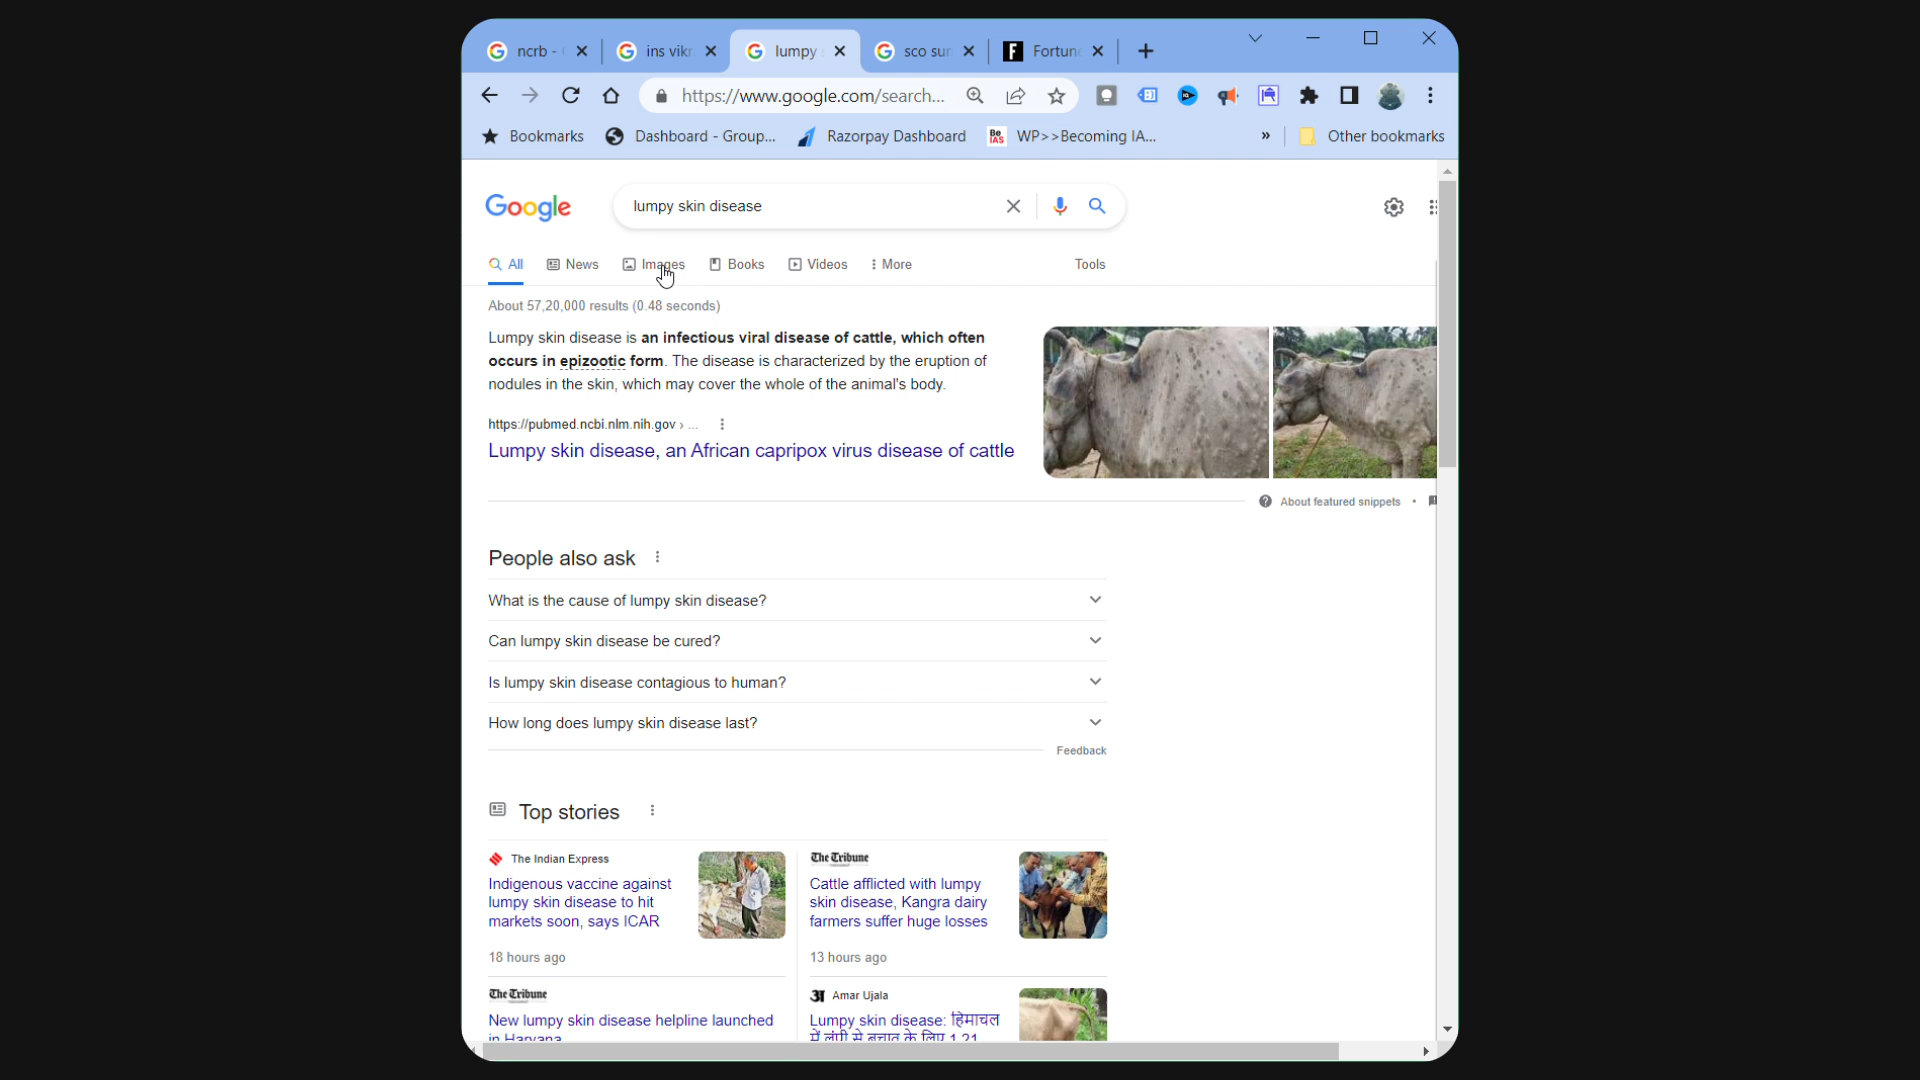 ncrb - 
ins vikr
lumpy
sco sur
Fortun
https://www.google.com/search...
Bookmarks
Dashboard - Group...
Razorpay Dashboard
Be IAS
WP>>Becoming IA...
»
Other bookmarks
Google
lumpy skin disease
All
News
Images
Books
Videos
More
Tools
About 57,20,000 results (0.48 seconds)
Lumpy skin disease is an infectious viral disease of cattle, which often
occurs in epizootic form. The disease is characterized by the eruption of
nodules in the skin, which may cover the whole of the animal's body.
https://pubmed.ncbi.nlm.nih.gov › ...
Lumpy skin disease, an African capripox virus disease of cattle
About featured snippets •
People also ask
What is the cause of lumpy skin disease?
Can lumpy skin disease be cured?
Is lumpy skin disease contagious to human?
How long does lumpy skin disease last?
Feedback
Top stories
The Indian Express
Indigenous vaccine against
lumpy skin disease to hit
markets soon, says ICAR
18 hours ago
The Tribune
Cattle afflicted with lumpy
skin disease, Kangra dairy
farmers suffer huge losses
13 hours ago
The Tribune
New lumpy skin disease helpline launched
in Haryana
अ Amar Ujala
Lumpy skin disease: हिमाचल
में लंपी से बचाव के लिए 1.21